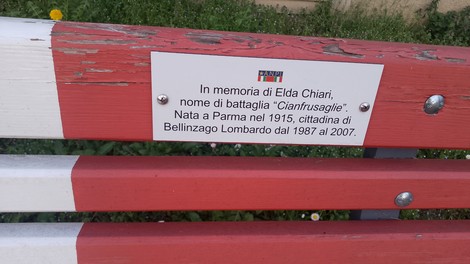 A.N.P.I.
In memoria di Elda Chiari,
nome di battaglia "Cianfrusaglie".
Nata a Parma nel 1915, cittadina di
Bellinzago Lombardo dal 1987 al 2007.